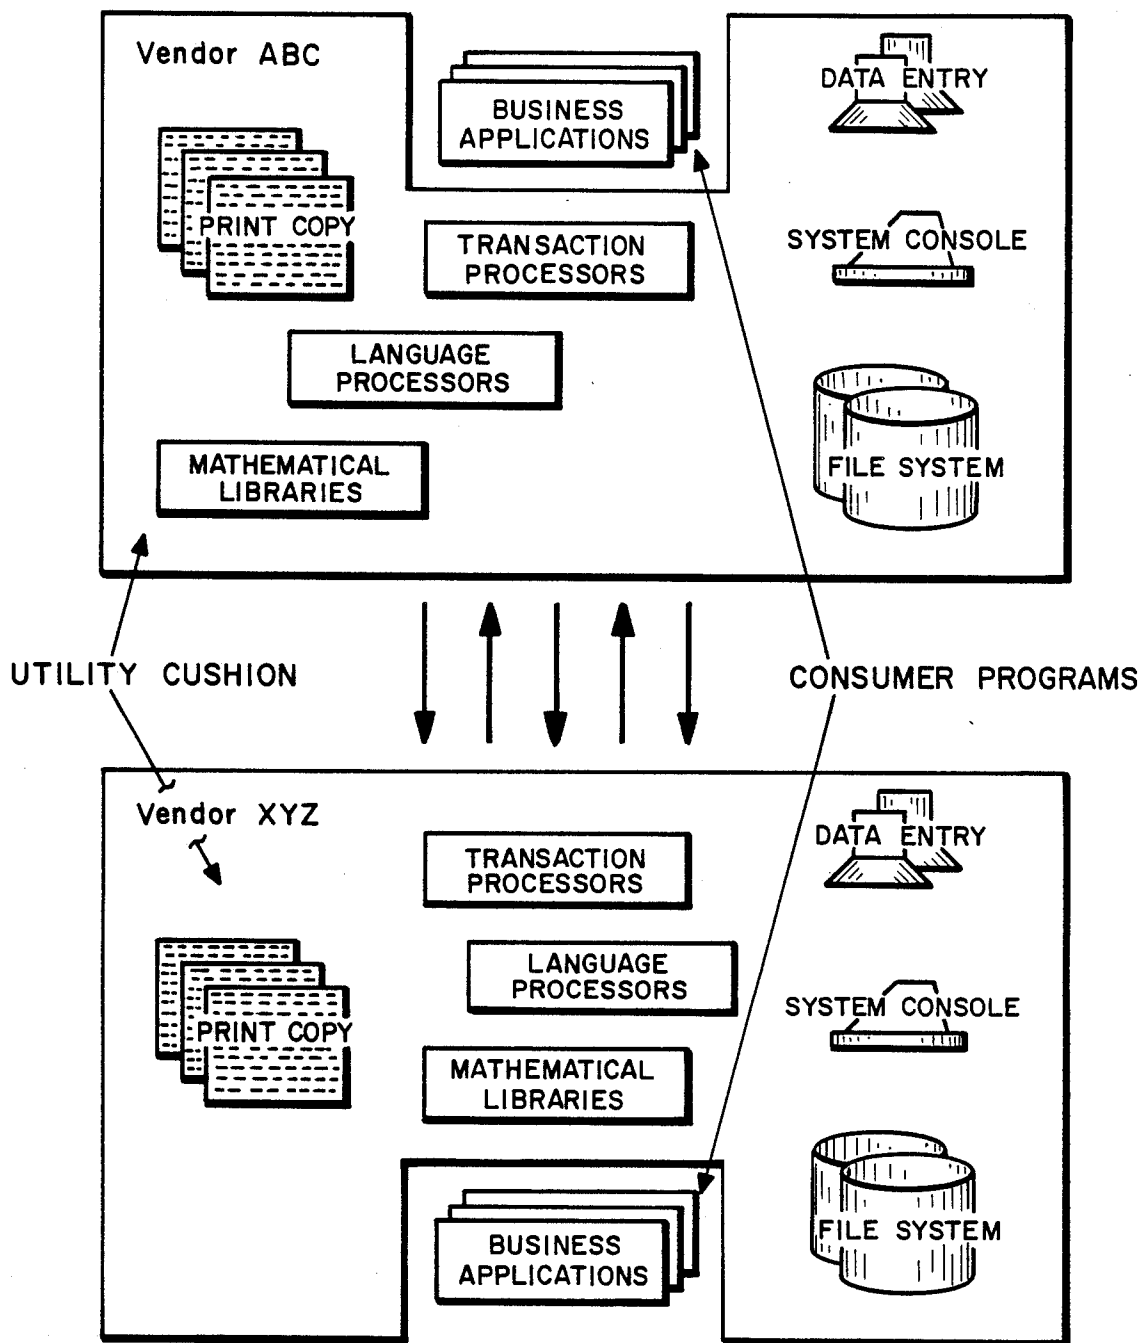 Vendor ABC
BUSINESS
APPLICATIONS
DATA ENTRY
PRINT COPY
TRANSACTION
PROCESSORS
SYSTEM CONSOLE
LANGUAGE
PROCESSORS
MATHEMATICAL
LIBRARIES
FILE SYSTEM
UTILITY CUSHION
CONSUMER PROGRAMS
Vendor XYZ
DATA ENTRY
TRANSACTION
PROCESSORS
LANGUAGE
PROCESSORS
PRINT COPY
SYSTEM CONSOLE
MATHEMATICAL
LIBRARIES
FILE SYSTEM
BUSINESS
APPLICATIONS